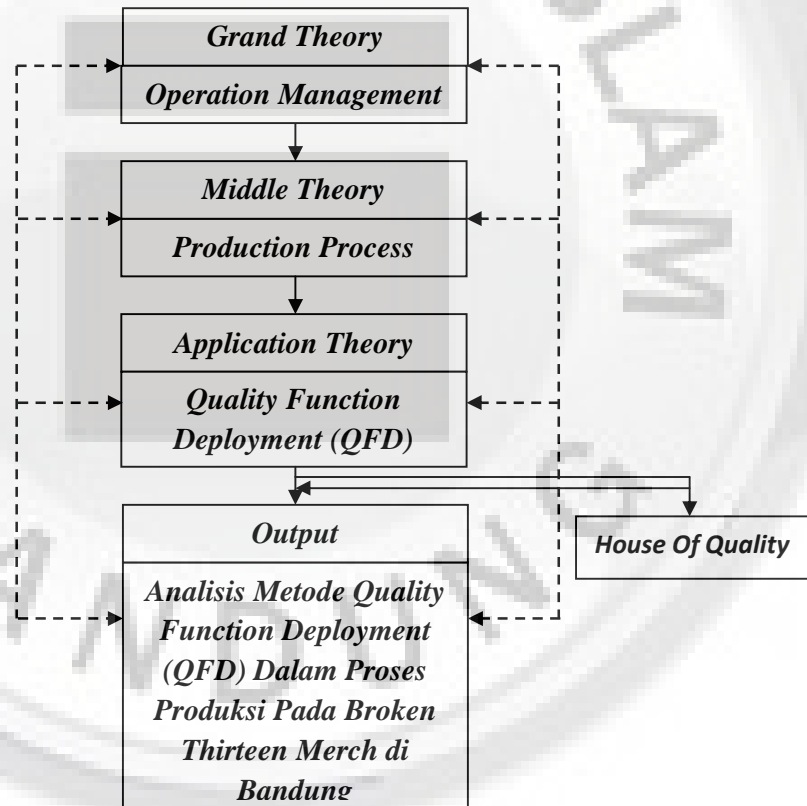 Grand Theory
Operation Management
Middle Theory
Production Process
Application Theory
Quality Function
Deployment (QFD)
Output
House Of Quality
Analisis Metode Quality
Function Deployment
(QFD) Dalam Proses
Produksi Pada Broken
Thirteen Merch di
Bandung